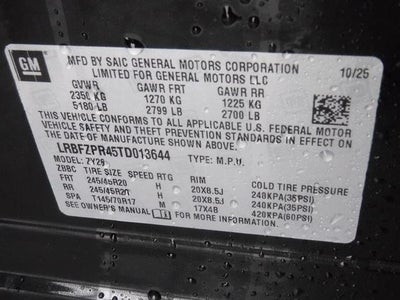 GM
MFD BY SAIC GENERAL MOTORS CORPORATION
LIMITED FOR GENERAL MOTORS LLC
10/25
GVWR GAWR FRT GAWR RR
2350 KG 1270 KG 1225 KG
5180 LB 2799 LB 2700 LB
THIS VEHICLE CONFORMS TO ALL APPLICABLE U.S. FEDERAL MOTOR
VEHICLE SAFETY AND THEFT PREVENTION STANDARDS IN EFFECT ON
THE DATE OF MANUFACTURE SHOWN ABOVE.
LRBFZPR45TD013644 TYPE: M.P.U.
MODEL:
ZBBC TIRE SIZE SPEED RTG RIM COLD TIRE PRESSURE
FRT 245/45R20 H 20X8.5J 240KPA(35PSI)
RR 245/45R20 H 20X8.5J 240KPA(35PSI)
SPA T145/70R17 M 17X4B 420KPA(60PSI)
SEE OWNER'S MANUAL FOR MORE INFORMATION.